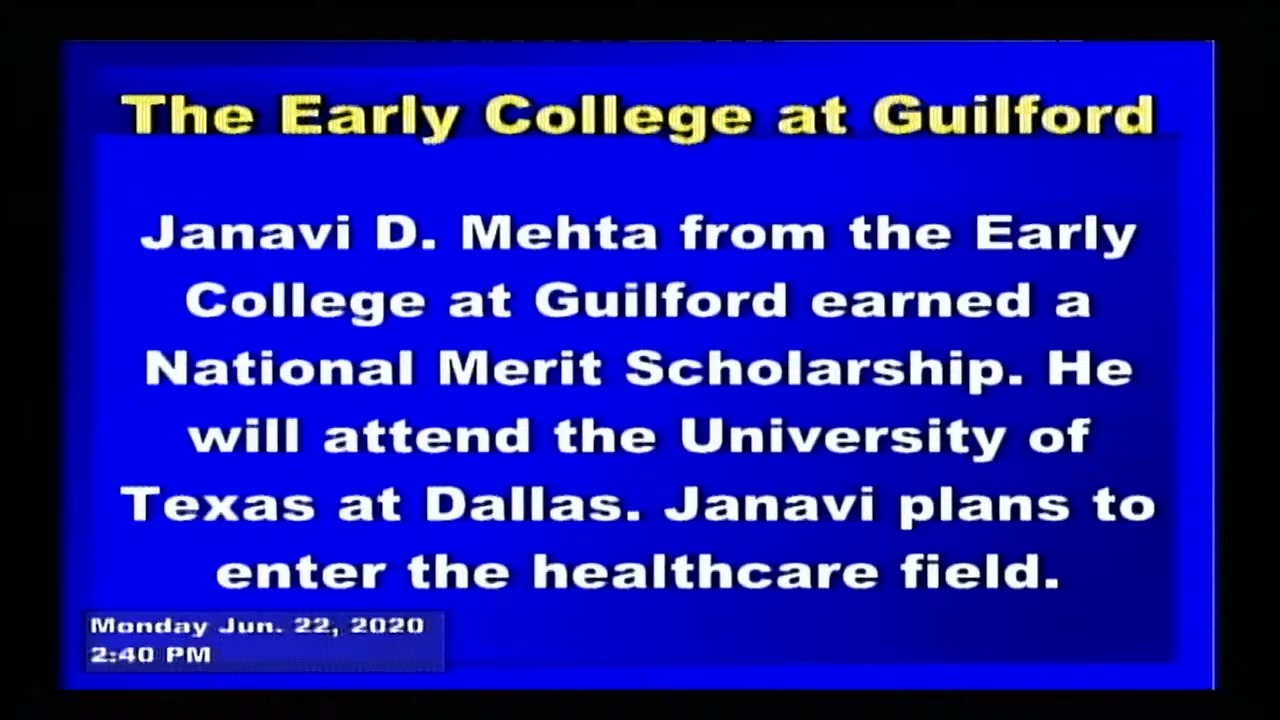 The Early College at Guilford
Janavi D. Mehta from the Early
College at Guilford earned a
National Merit Scholarship. He
will attend the University of
Texas at Dallas. Janavi plans to
enter the healthcare field.
Monday Jun. 22, 2020
2:40 PM